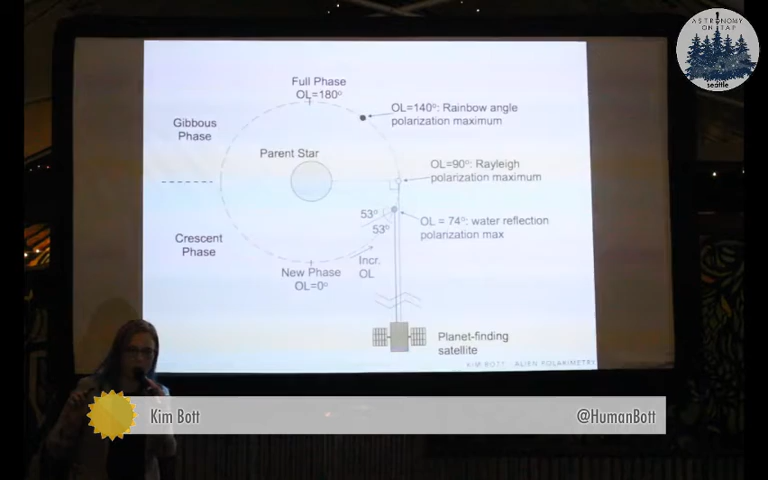 ASTRONOMY
ON TAP
seattle
Full Phase
OL=180º
Gibbous
Phase
OL=140º: Rainbow angle
polarization maximum
Parent Star
OL=90º: Rayleigh
polarization maximum
53º
53º
OL = 74º: water reflection
polarization max
Crescent
Phase
Incr.
OL
New Phase
OL=0º
Planet-finding
satellite
KIM BOTT - ALIEN POLARIMETRY
Kim Bott
@HumanBott